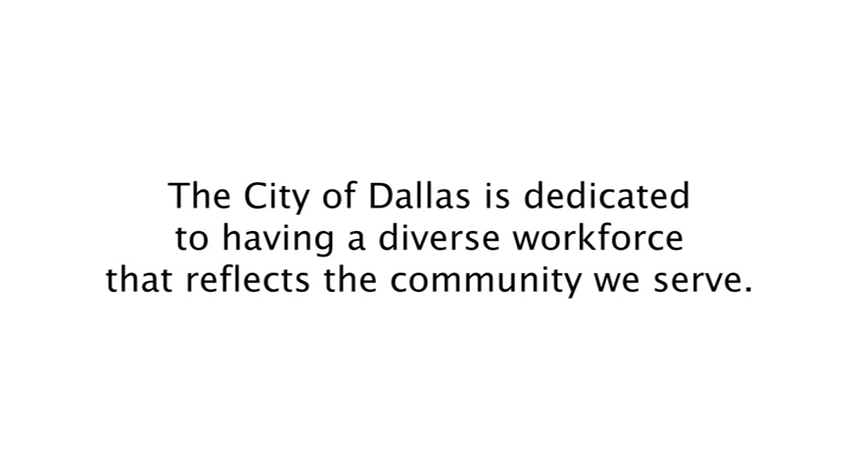 The City of Dallas is dedicated
to having a diverse workforce
that reflects the community we serve.